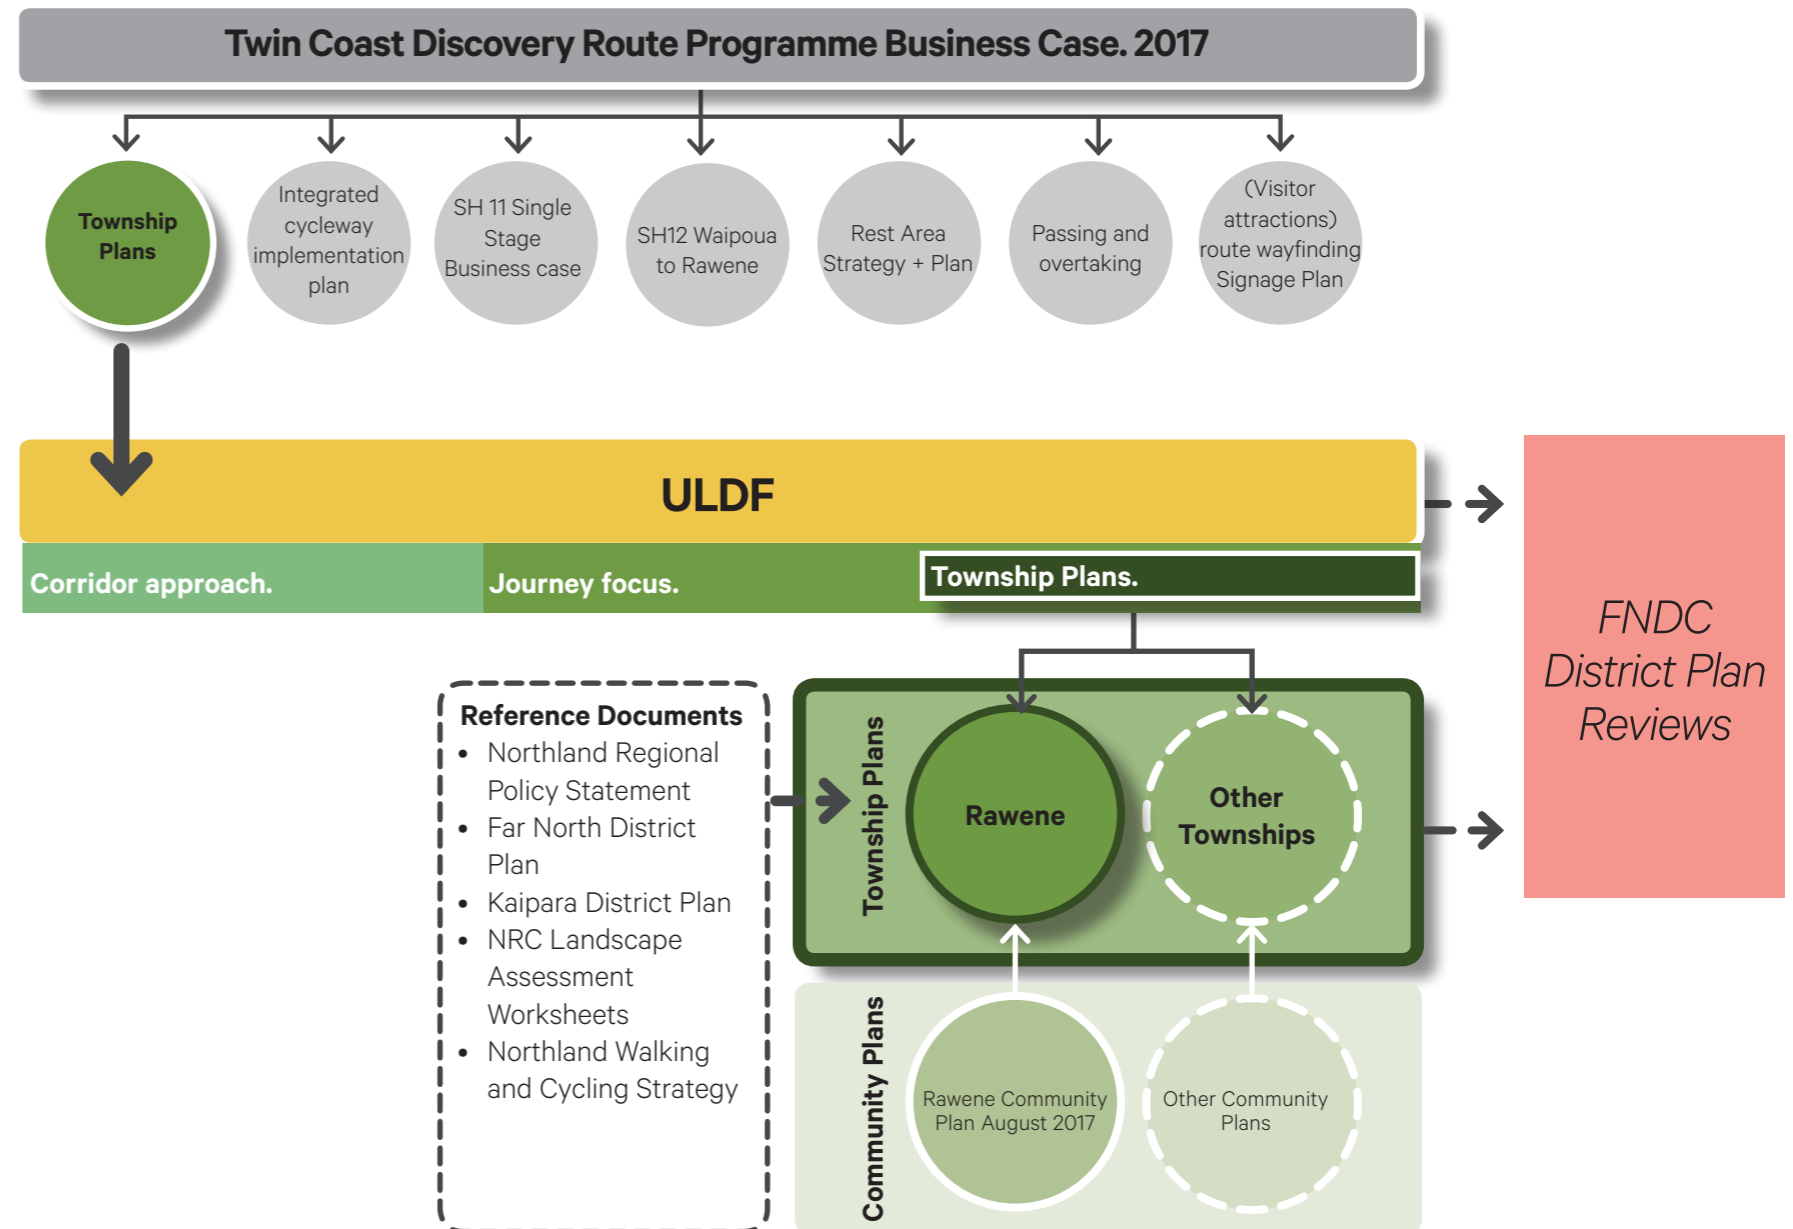 Twin Coast Discovery Route Programme Business Case. 2017
Township
Plans
Integrated
cycleway
implementation
plan
SH 11 Single
Stage
Business case
SH12 Waipoua
to Rawene
Rest Area
Strategy + Plan
Passing and
overtaking
(Visitor
attractions)
route wayfinding
Signage Plan
ULDF
Corridor approach.
Journey focus.
Township Plans.
FNDC
District Plan
Reviews
Reference Documents
• Northland Regional
Policy Statement
• Far North District
Plan
• Kaipara District Plan
• NRC Landscape
Assessment
Worksheets
• Northland Walking
and Cycling Strategy
Township Plans
Rawene
Other
Townships
Community Plans
Rawene Community
Plan August 2017
Other Community
Plans